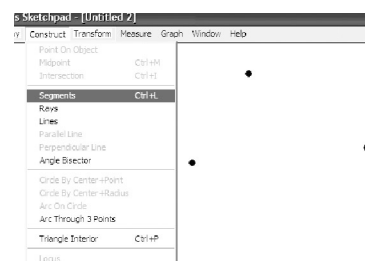 s Sketchpad - [Untitled 2]
y Construct Transform Measure Graph Window Help
Point On Object
Midpoint Ctrl+M
Intersection Ctrl+I
Segments Ctrl+L
Rays
Lines
Parallel Line
Perpendicular Line
Angle Bisector
Circle By Center+Point
Circle By Center+Radius
Arc On Circle
Arc Through 3 Points
Triangle Interior Ctrl+P
Locus